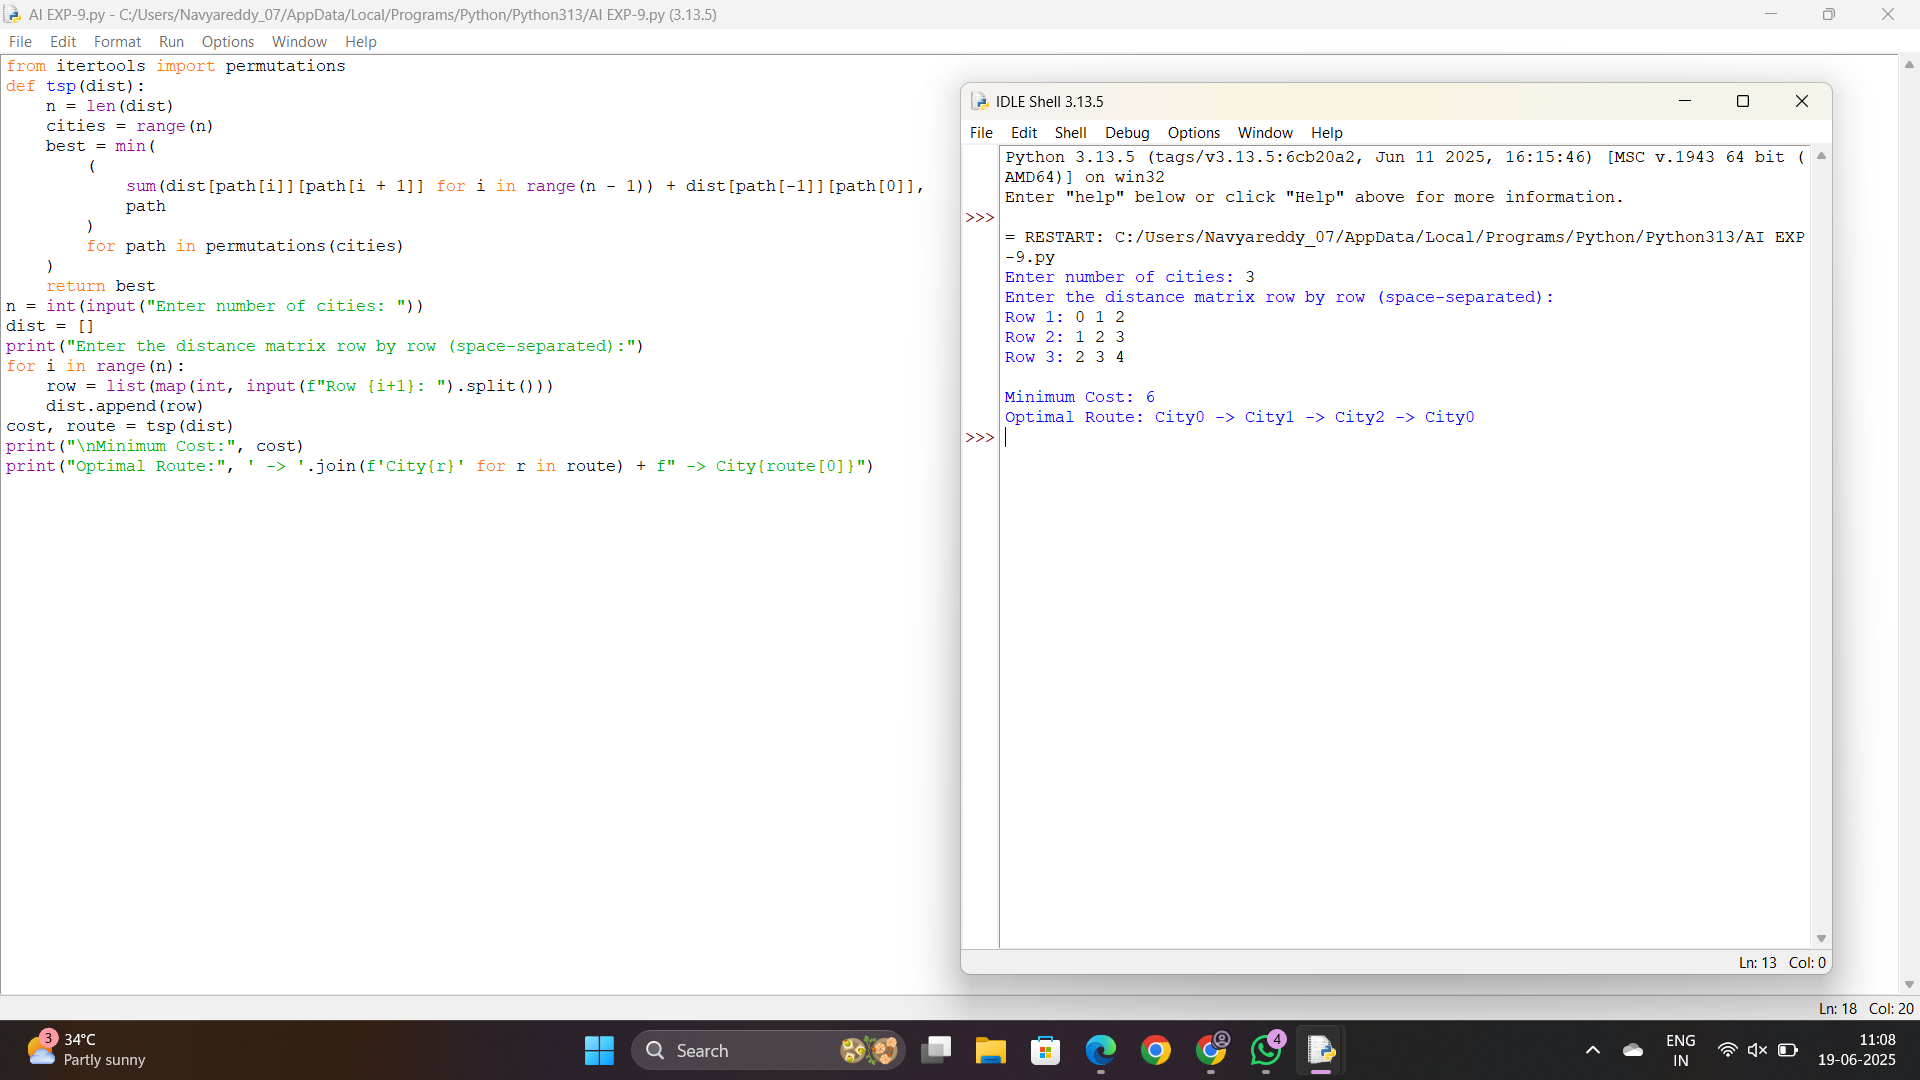 AI EXP-9.py - C:/Users/Navyareddy_07/AppData/Local/Programs/Python/Python313/AI EXP-9.py (3.13.5)
File Edit Format Run Options Window Help
from itertools import permutations
def tsp(dist):
    n = len(dist)
    cities = range(n)
    best = min(
        (
            sum(dist[path[i]][path[i + 1]] for i in range(n - 1)) + dist[path[-1]][path[0]],
            path
        )
        for path in permutations(cities)
    )
    return best
n = int(input("Enter number of cities: "))
dist = []
print("Enter the distance matrix row by row (space-separated):")
for i in range(n):
    row = list(map(int, input(f"Row {i+1}: ").split()))
    dist.append(row)
cost, route = tsp(dist)
print("\nMinimum Cost:", cost)
print("Optimal Route:", ' -> '.join(f'City{r}' for r in route) + f" -> City{route[0]}")
IDLE Shell 3.13.5
File Edit Shell Debug Options Window Help
Python 3.13.5 (tags/v3.13.5:6cb20a2, Jun 11 2025, 16:15:46) [MSC v.1943 64 bit (
AMD64)] on win32
Enter "help" below or click "Help" above for more information.
>>>
= RESTART: C:/Users/Navyareddy_07/AppData/Local/Programs/Python/Python313/AI EXP
-9.py
Enter number of cities: 3
Enter the distance matrix row by row (space-separated):
Row 1: 0 1 2
Row 2: 1 2 3
Row 3: 2 3 4
Minimum Cost: 6
Optimal Route: City0 -> City1 -> City2 -> City0
>>>
Ln: 13 Col: 0
Ln: 18 Col: 20
3
34°C
Partly sunny
Search
4
ENG
IN
11:08
19-06-2025